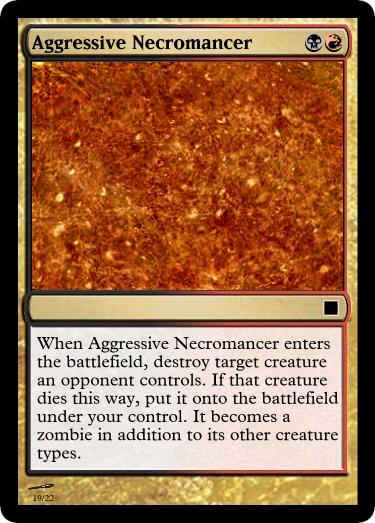 Aggressive Necromancer
When Aggressive Necromancer enters
the battlefield, destroy target creature
an opponent controls. If that creature
dies this way, put it onto the battlefield
under your control. It becomes a
zombie in addition to its other creature
types.
19/22